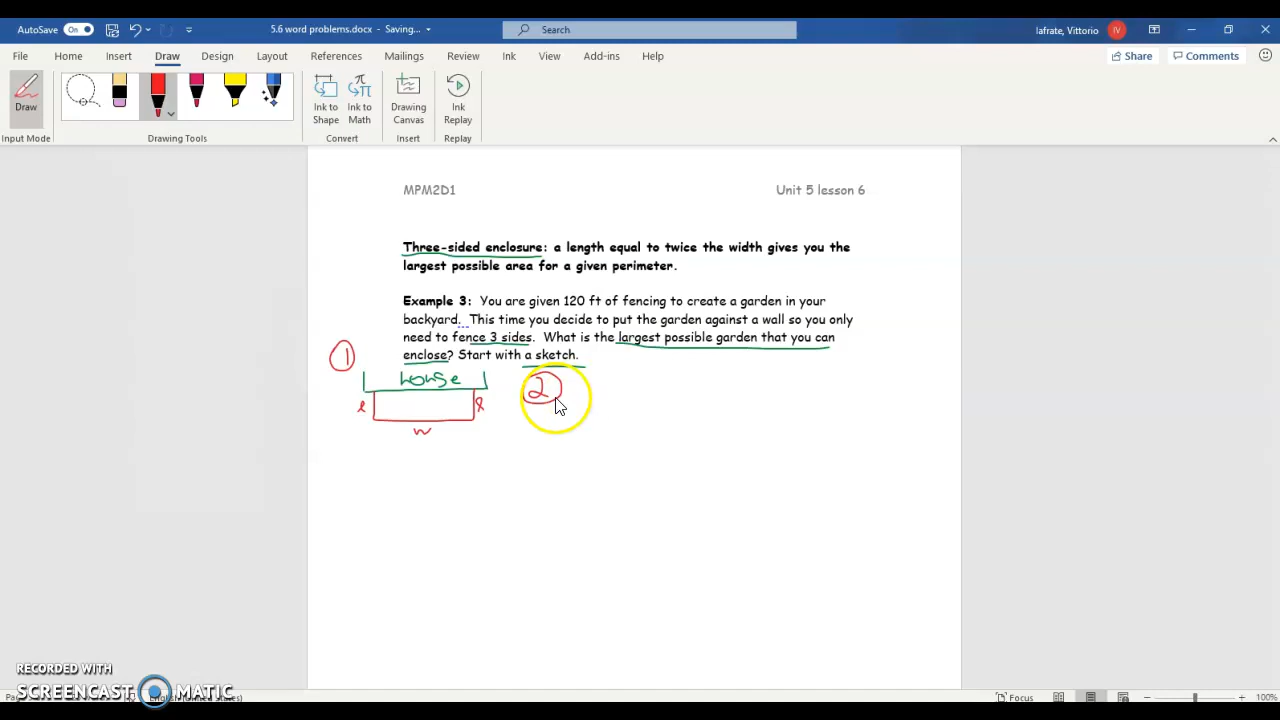 AutoSave On 5.6 word problems.docx - Saving... Search Iafrate, Vittorio IV
File Home Insert Draw Design Layout References Mailings Review Ink View Add-ins Help Share Comments
Draw Ink to Shape Ink to Math Drawing Canvas Ink Replay
Input Mode Drawing Tools Convert Insert Replay
MPM2D1 Unit 5 lesson 6
Three-sided enclosure: a length equal to twice the width gives you the
largest possible area for a given perimeter.
Example 3: You are given 120 ft of fencing to create a garden in your
backyard. This time you decide to put the garden against a wall so you only
need to fence 3 sides. What is the largest possible garden that you can
enclose? Start with a sketch.
1
house
2
l l
w
RECORDED WITH
SCREENCAST MATIC
English (United States) Focus 100%